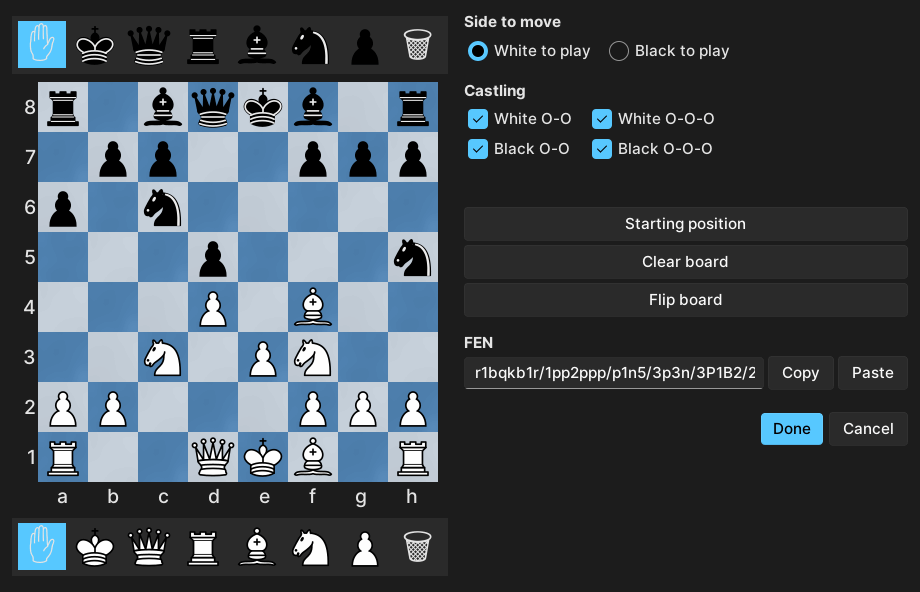 Side to move
White to play Black to play
8
Castling
White O-O White O-O-O
7
Black O-O Black O-O-O
6
Starting position
5
Clear board
4
Flip board
3
FEN
r1bqkb1r/1pp2ppp/p1n5/3p3n/3P1B2/2 Copy Paste
2
Done Cancel
1
a b c d e f g h